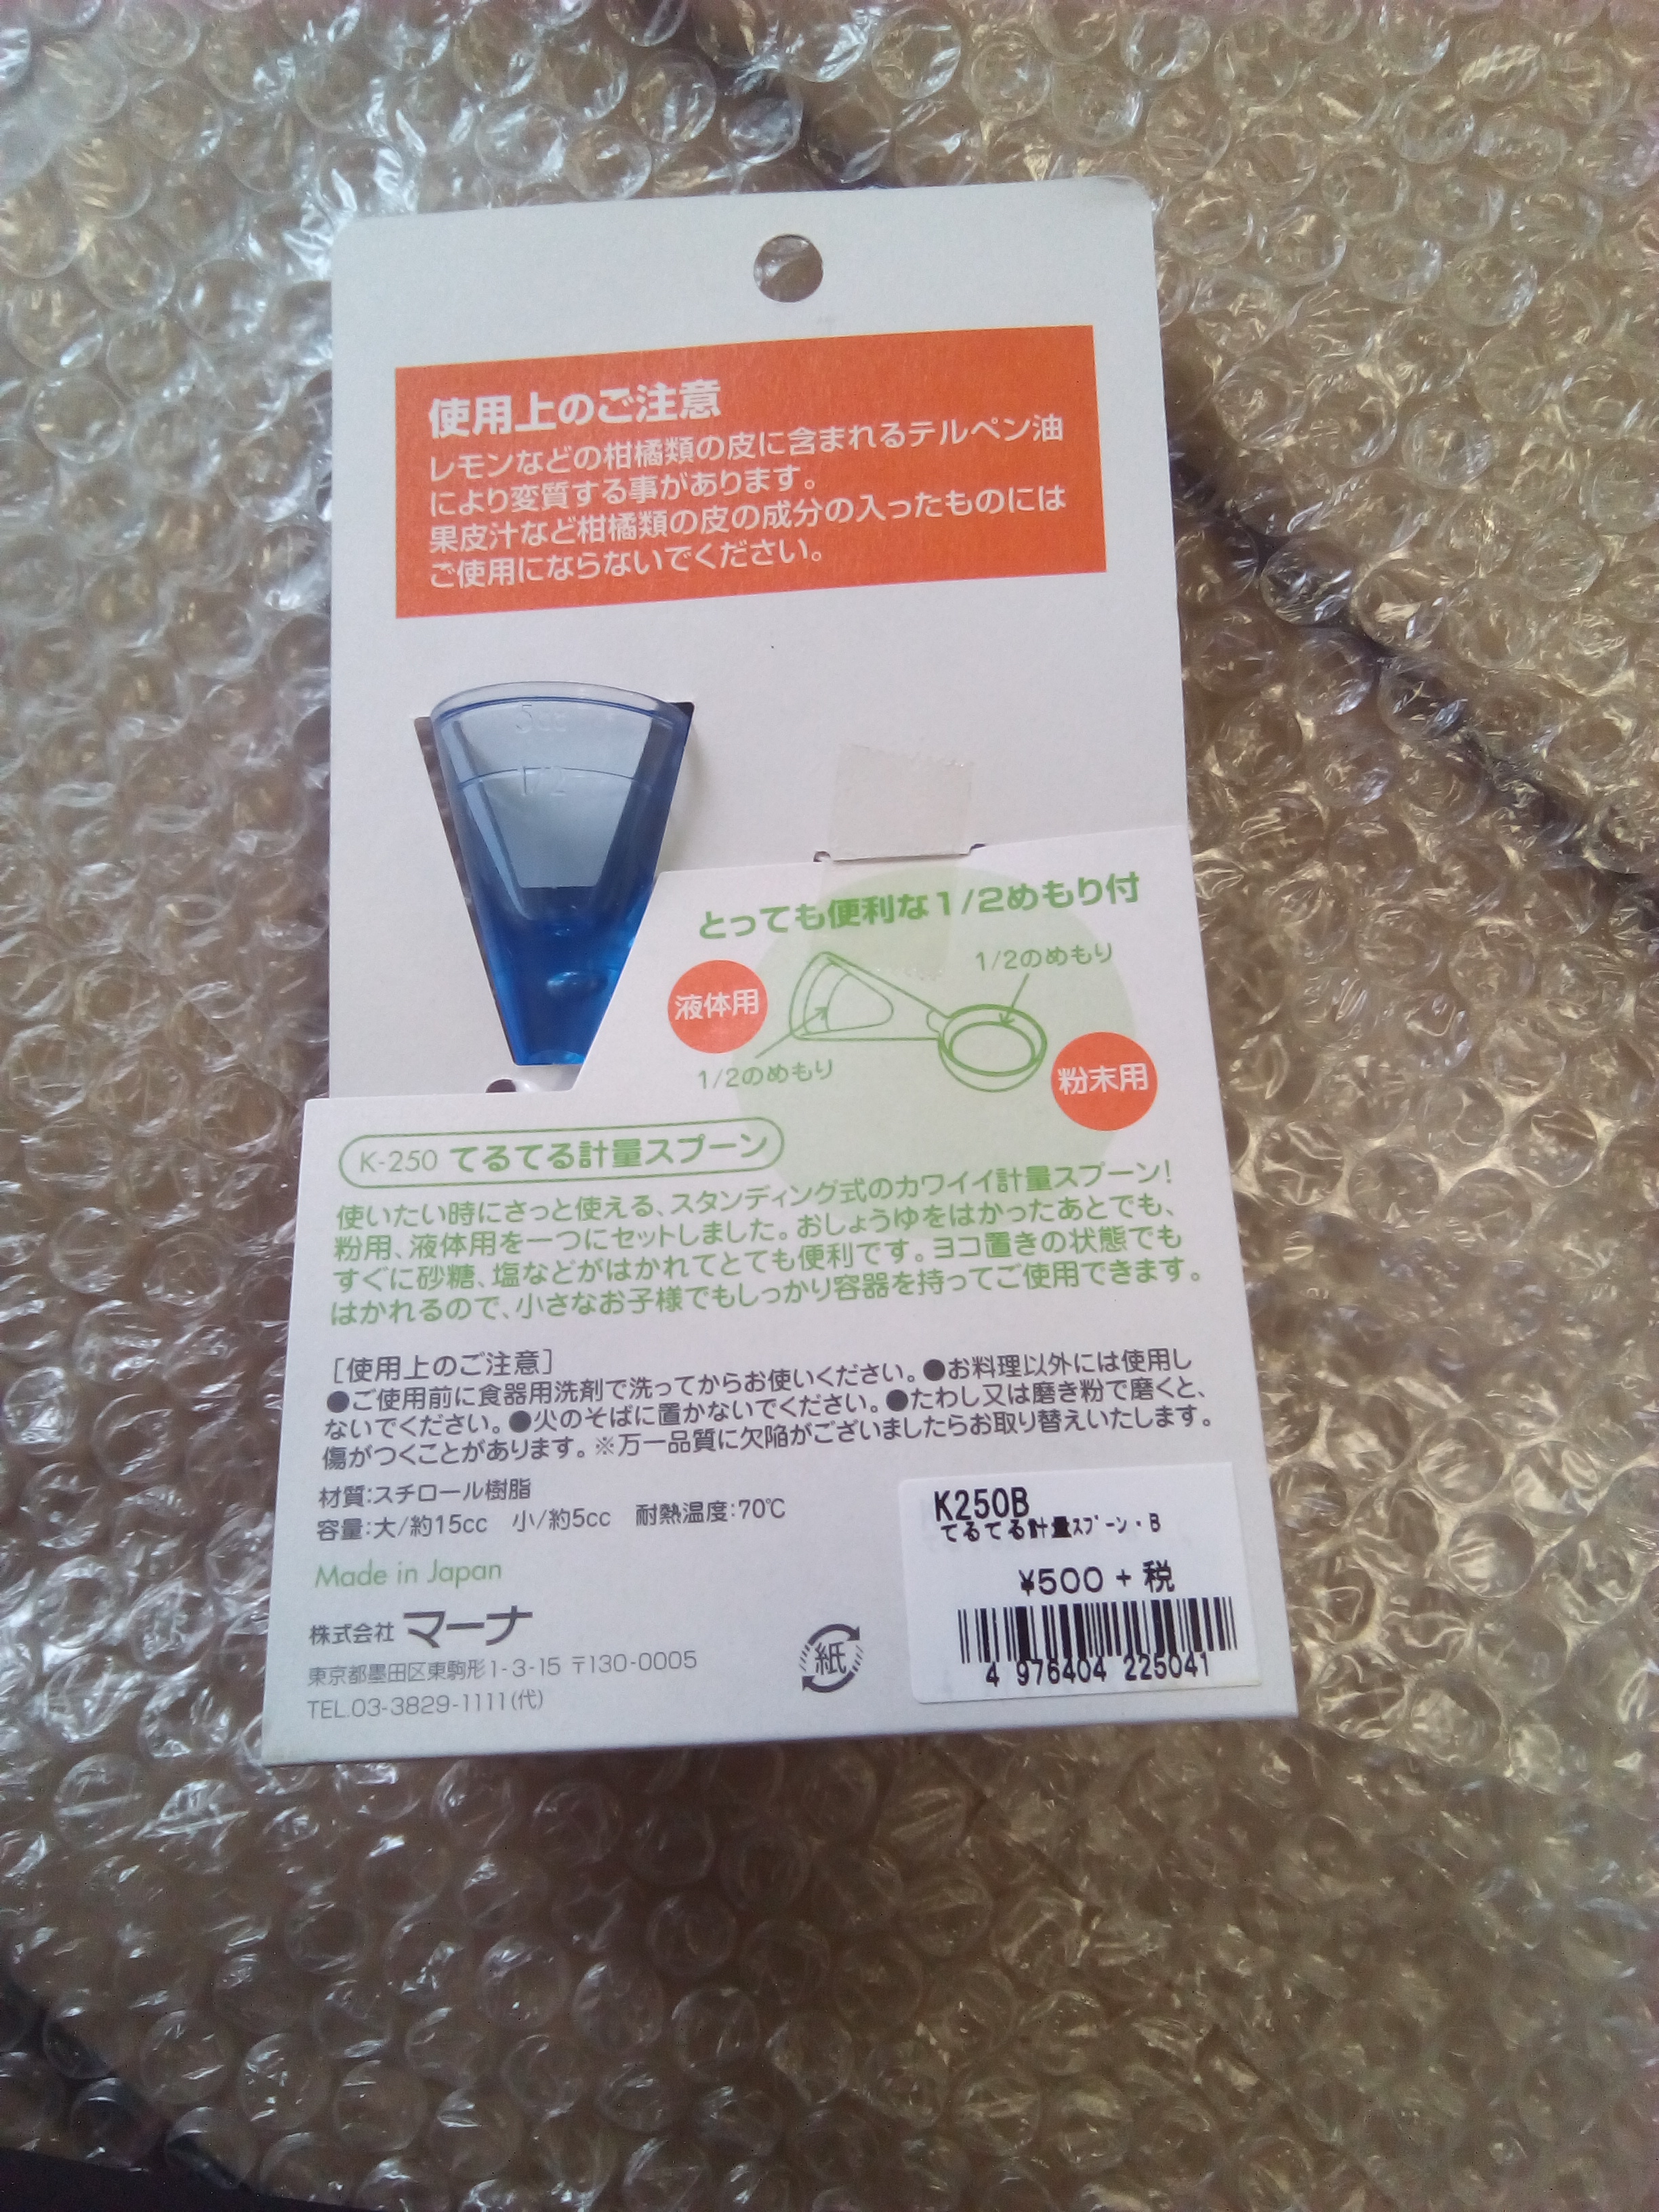 使用上のご注意
レモンなどの柑橘類の皮に含まれるテルペン油
により変質する事があります。
果皮汁など柑橘類の皮の成分の入ったものには
ご使用にならないでください。
5cc
1/2
とっても便利な1/2めもり付
1/2のめもり
液体用
1/2のめもり
粉末用
K-250 てるてる計量スプーン
使いたい時にさっと使える、スタンディング式のカワイイ計量スプーン!
粉用、液体用を一つにセットしました。おしょうゆをはかったあとでも、
すぐに砂糖、塩などがはかれてとても便利です。ヨコ置きの状態でも
はかれるので、小さなお子様でもしっかり容器を持ってご使用できます。
[使用上のご注意]
●ご使用前に食器用洗剤で洗ってからお使いください。●お料理以外には使用し
ないでください。●火のそばに置かないでください。●たわし又は磨き粉で磨くと、
傷がつくことがあります。※万一品質に欠陥がございましたらお取り替えいたします。
材質:スチロール樹脂
容量:大/約15cc 小/約5cc 耐熱温度:70℃
Made in Japan
株式会社 マーナ
東京都墨田区東駒形1-3-15 〒130-0005
TEL.03-3829-1111(代)
紙
K250B
てるてる計量ｽﾌﾟｰﾝ・B
¥500+税
4 976404 225041